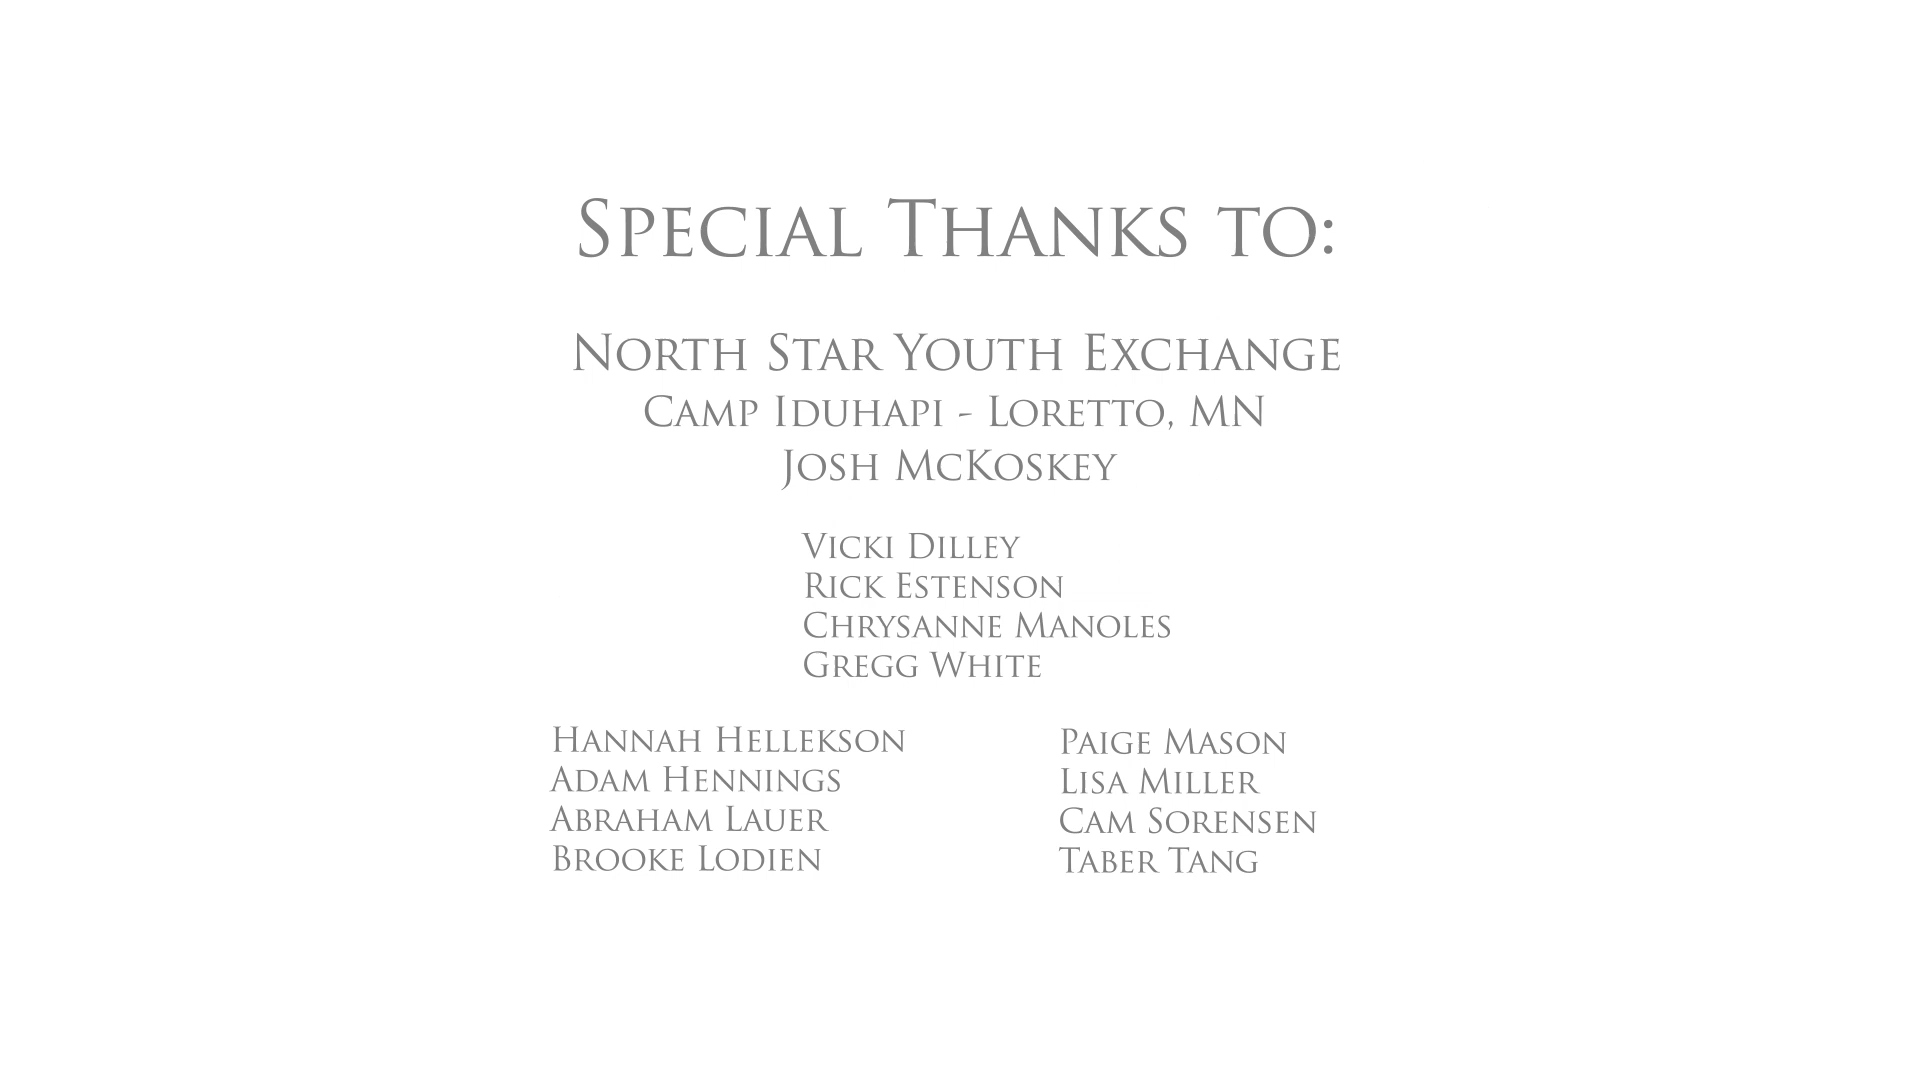 Special Thanks to:
North Star Youth Exchange
Camp Iduhapi - Loretto, MN
Josh McKoskey
Vicki Dilley
Rick Estenson
Chrysanne Manoles
Gregg White
Hannah Hellekson
Adam Hennings
Abraham Lauer
Brooke Lodien
Paige Mason
Lisa Miller
Cam Sorensen
Taber Tang